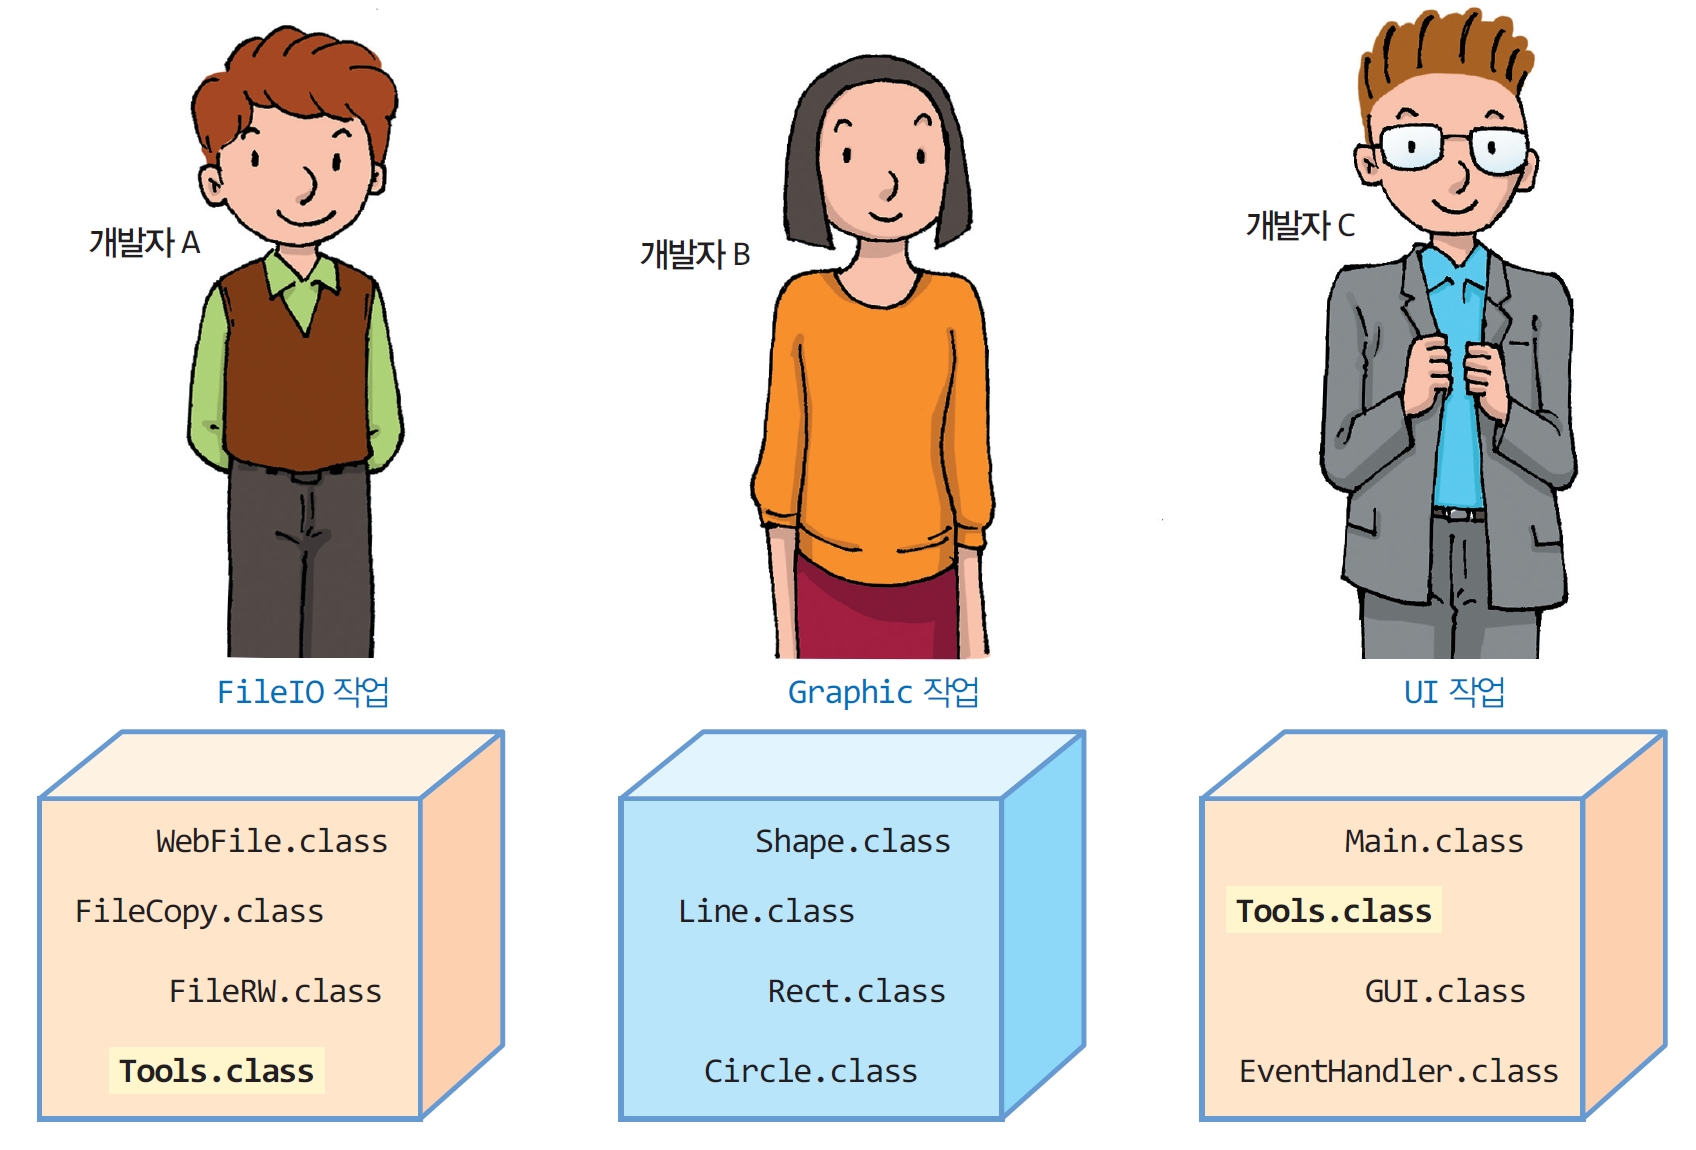 개발자 A
개발자 B
개발자 C
FileIO 작업
WebFile.class
FileCopy.class
FileRW.class
Tools.class
Graphic 작업
Shape.class
Line.class
Rect.class
Circle.class
UI 작업
Main.class
Tools.class
GUI.class
EventHandler.class